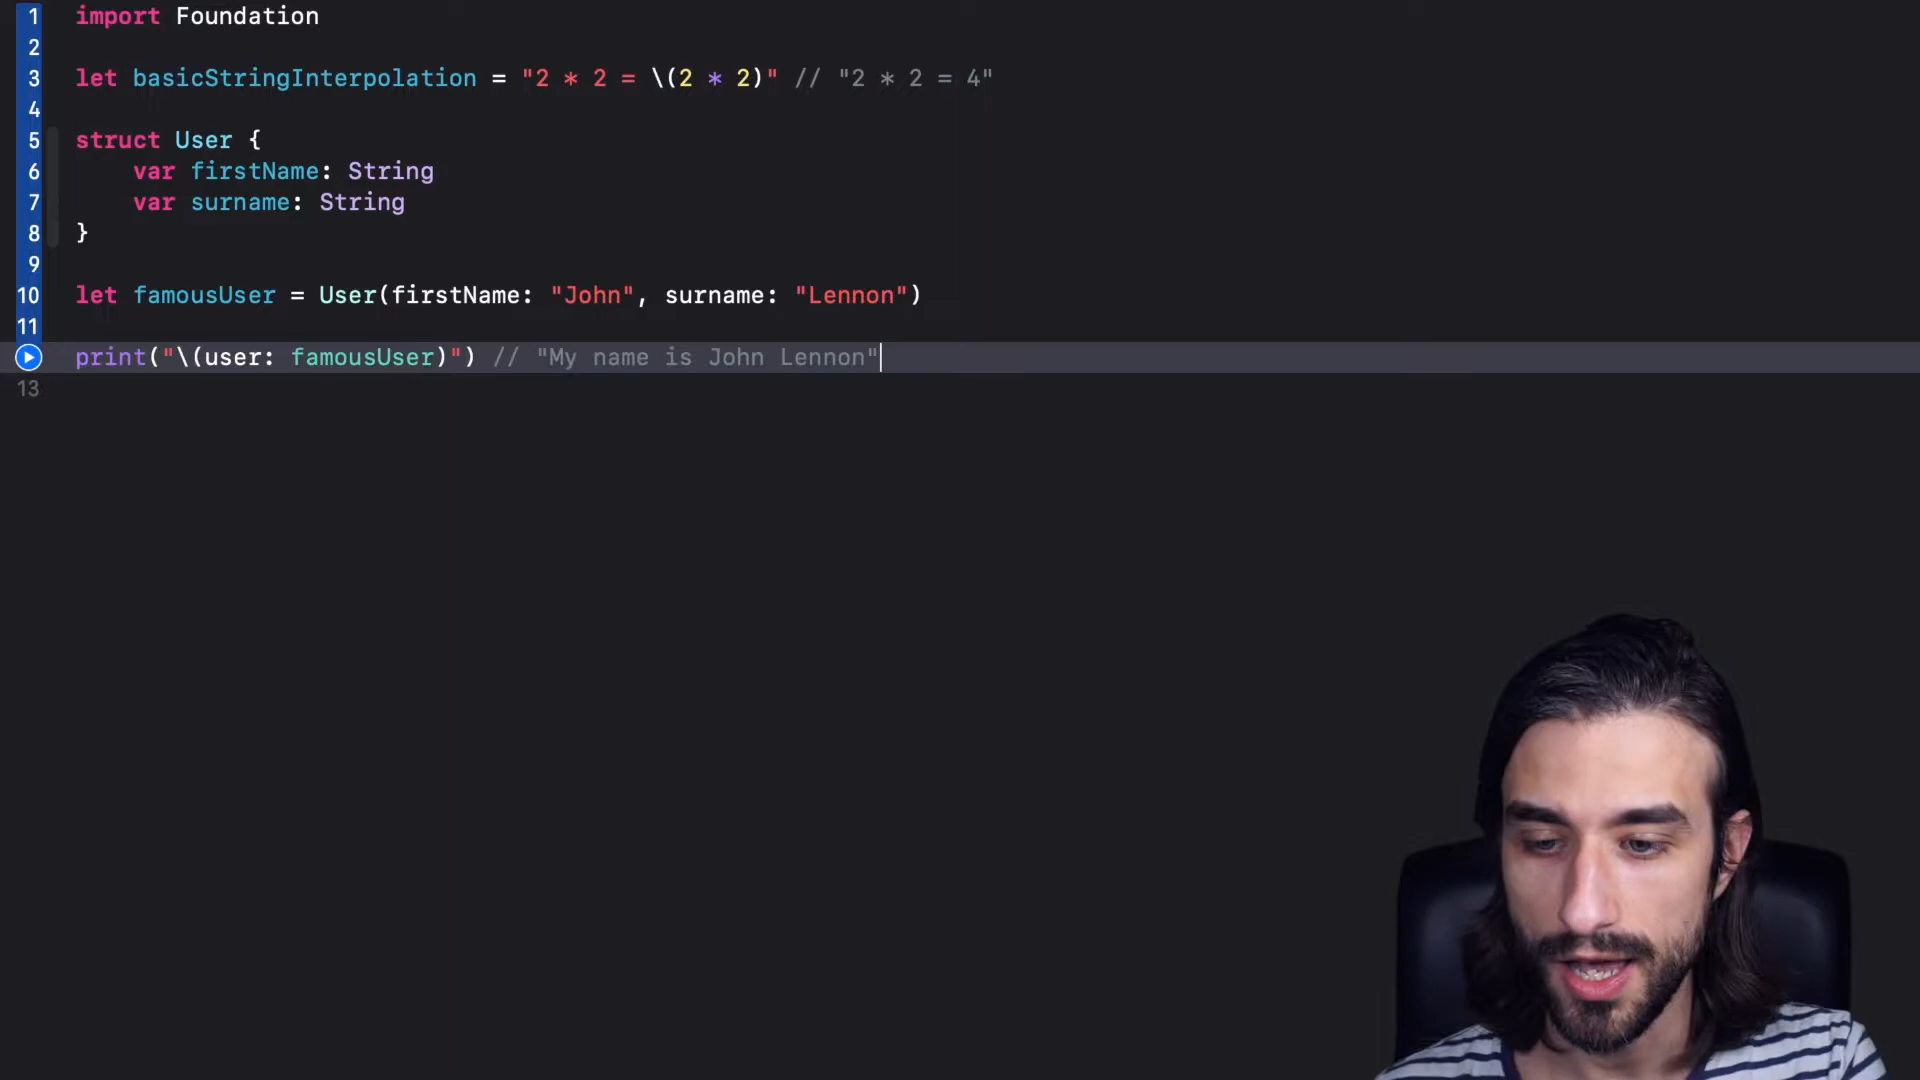 1 import Foundation
2
3 let basicStringInterpolation = "2 * 2 = \(2 * 2)" // "2 * 2 = 4"
4
5 struct User {
6 var firstName: String
7 var surname: String
8 }
9
10 let famousUser = User(firstName: "John", surname: "Lennon")
11
print("\(user: famousUser)") // "My name is John Lennon"
13